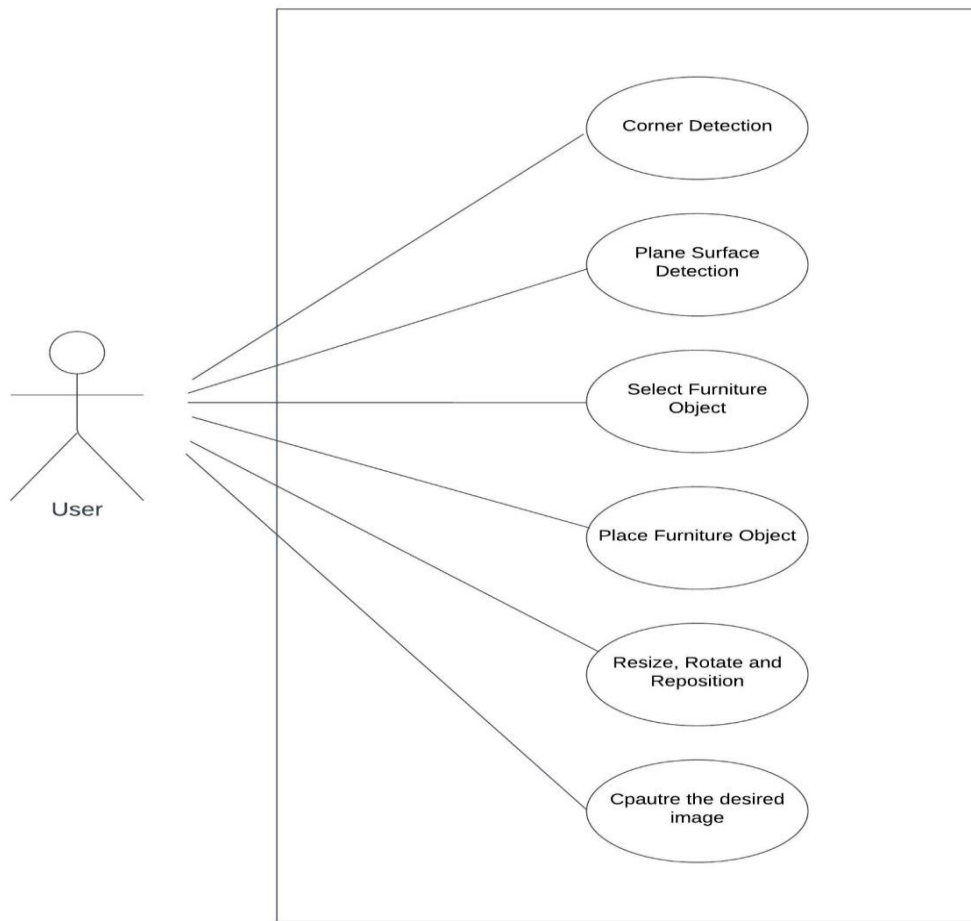 Corner Detection
Plane Surface
Detection
Select Furniture
Object
Place Furniture Object
Resize, Rotate and
Reposition
Cpautre the desired
image
User